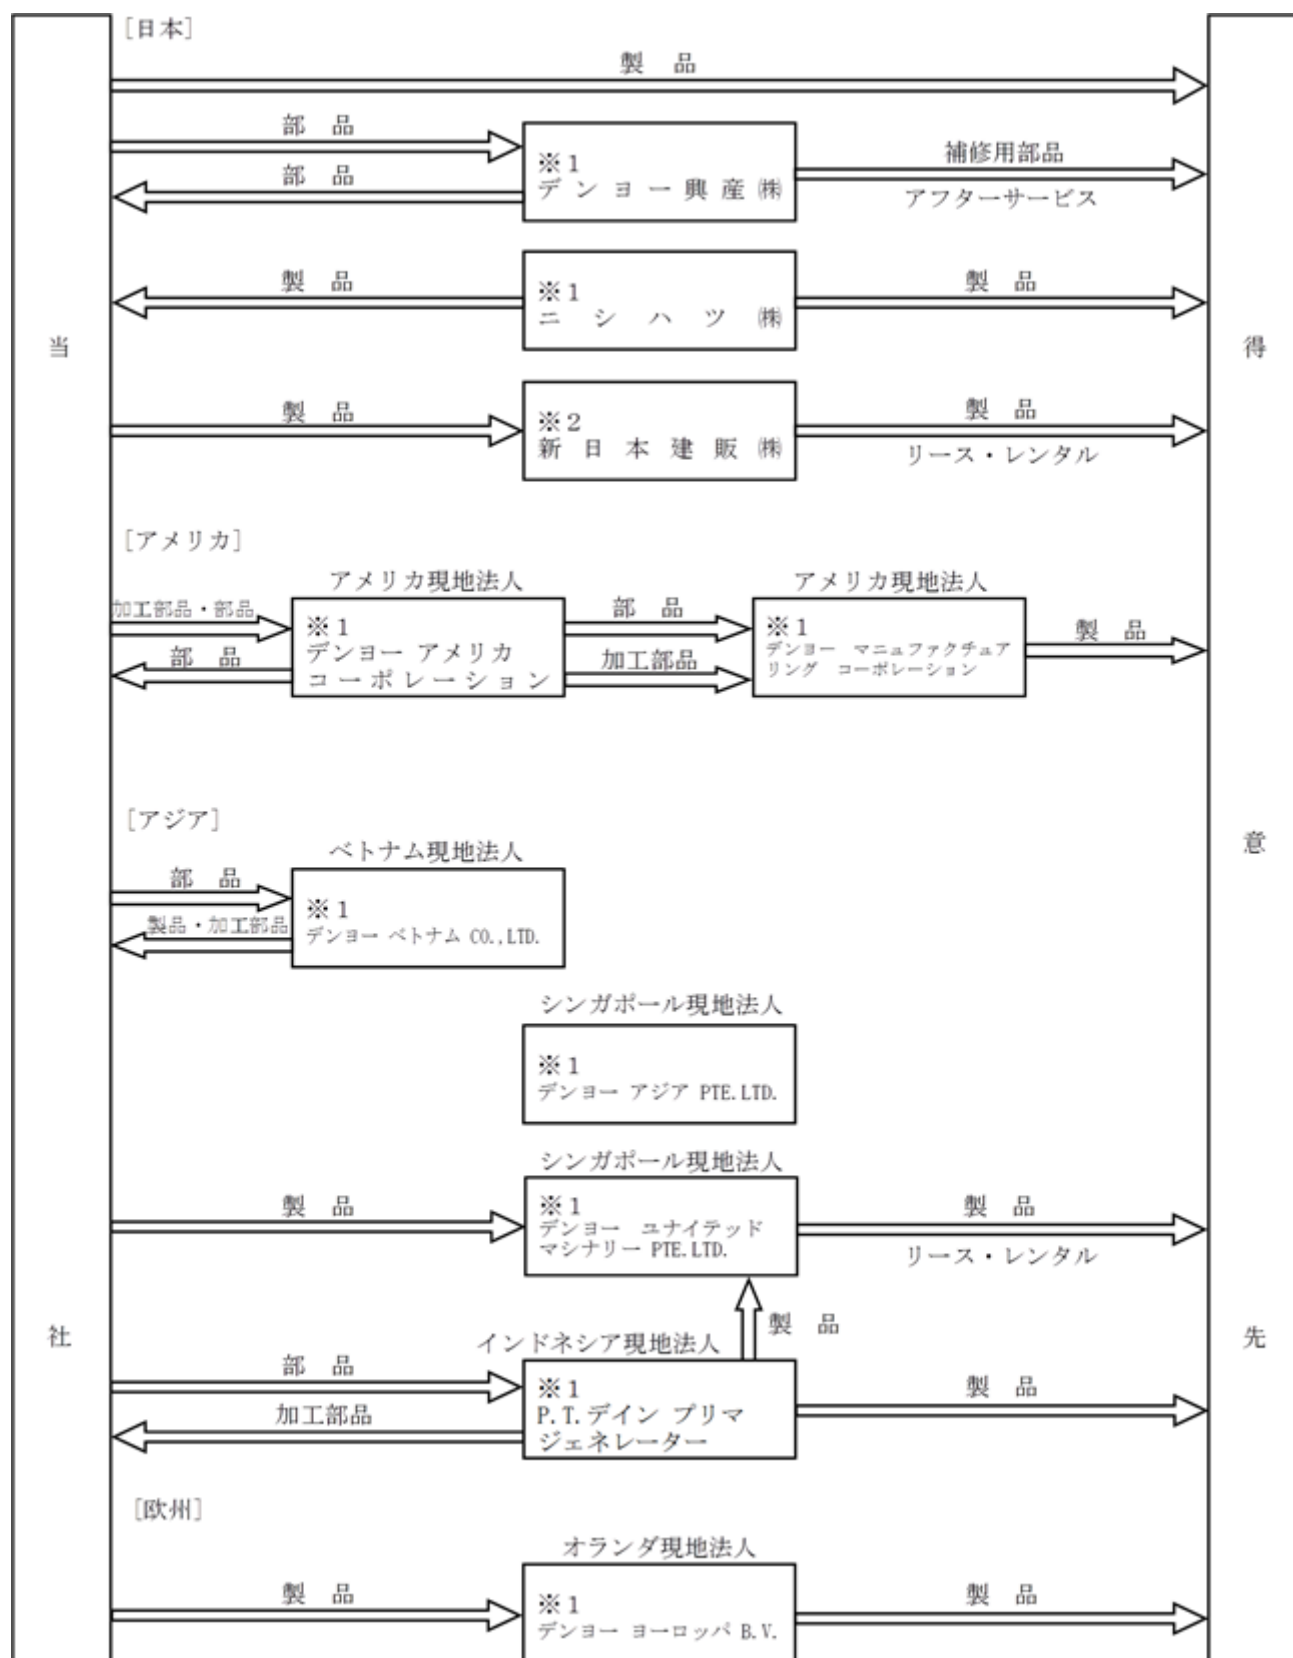 [日本]
製 品
部 品
部 品
※1
デンヨー興産㈱
補修用部品
アフターサービス
製 品
※1
ニシハツ㈱
製 品
当
得
製 品
※2
新日本建販㈱
製 品
リース・レンタル
[アメリカ]
アメリカ現地法人
アメリカ現地法人
加工部品・部品
部 品
※1
デンヨー アメリカ
コーポレーション
部 品
加工部品
※1
デンヨー マニュファクチュア
リング コーポレーション
製 品
[アジア]
意
ベトナム現地法人
部 品
製品・加工部品
※1
デンヨー ベトナム CO.,LTD.
シンガポール現地法人
※1
デンヨー アジア PTE.LTD.
シンガポール現地法人
製 品
※1
デンヨー ユナイテッド
マシナリー PTE.LTD.
製 品
リース・レンタル
製 品
社
先
インドネシア現地法人
部 品
加工部品
※1
P.T.デイン プリマ
ジェネレーター
製 品
[欧州]
オランダ現地法人
製 品
※1
デンヨー ヨーロッパ B.V.
製 品